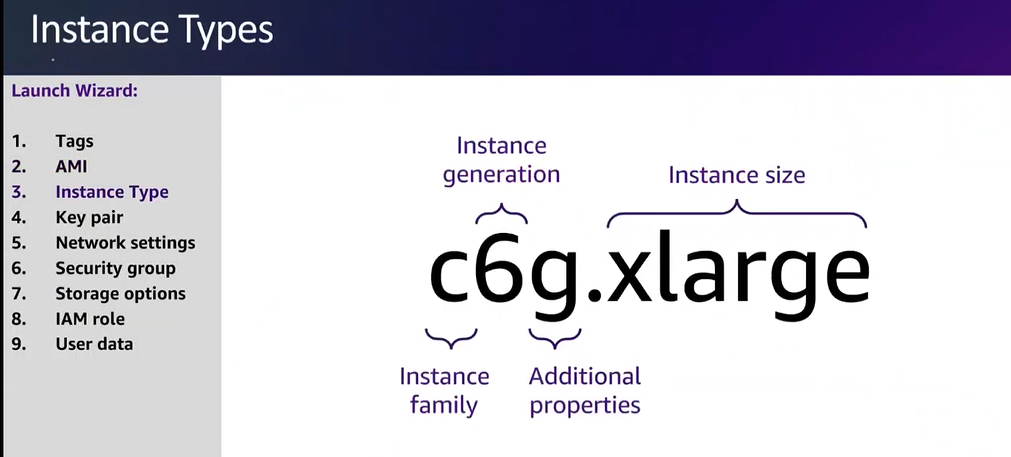 Instance Types
Launch Wizard:
1. Tags
2. AMI
3. Instance Type
4. Key pair
5. Network settings
6. Security group
7. Storage options
8. IAM role
9. User data
Instance
generation
Instance size
c6g.xlarge
Instance
family
Additional
properties